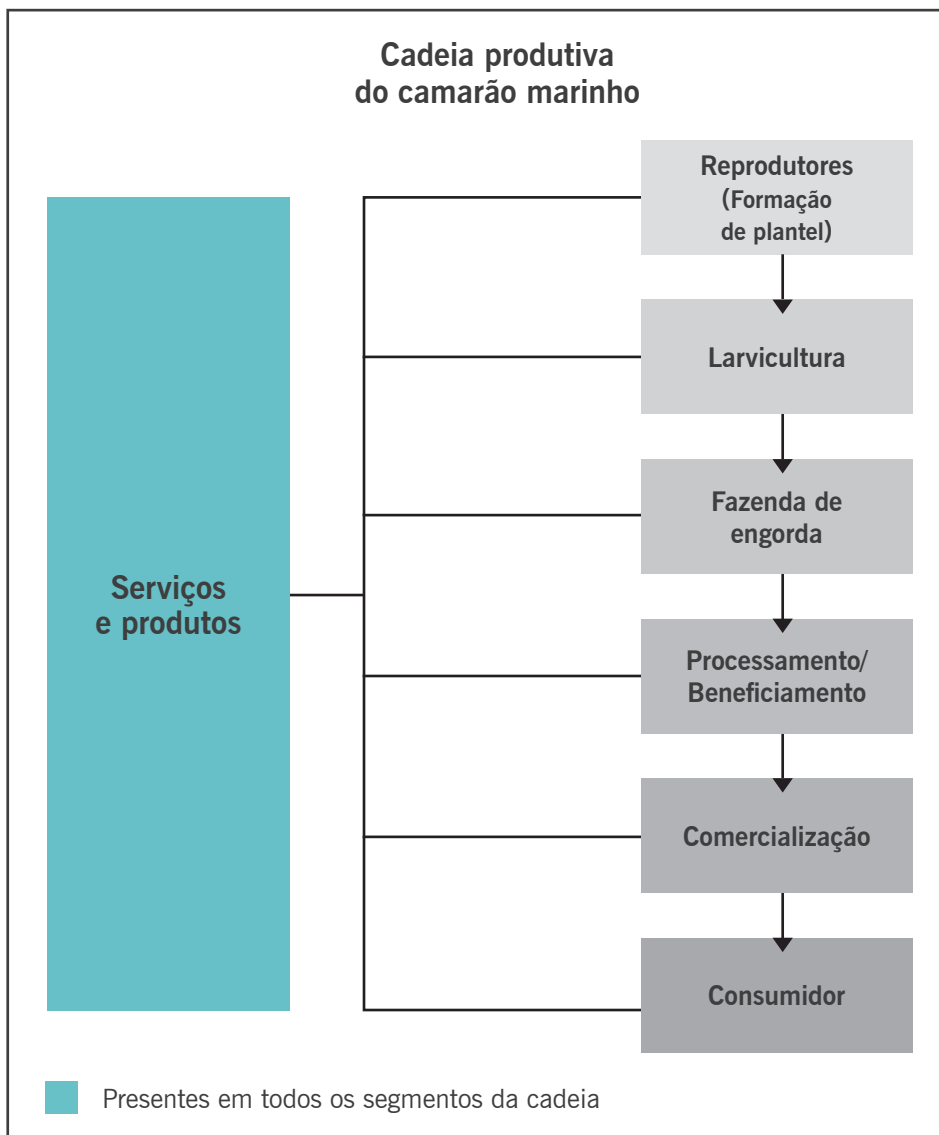 Cadeia produtiva
do camarão marinho
Reprodutores
(Formação
de plantel)
Larvicultura
Fazenda de
engorda
Serviços
e produtos
Processamento/
Beneficiamento
Comercialização
Consumidor
Presentes em todos os segmentos da cadeia